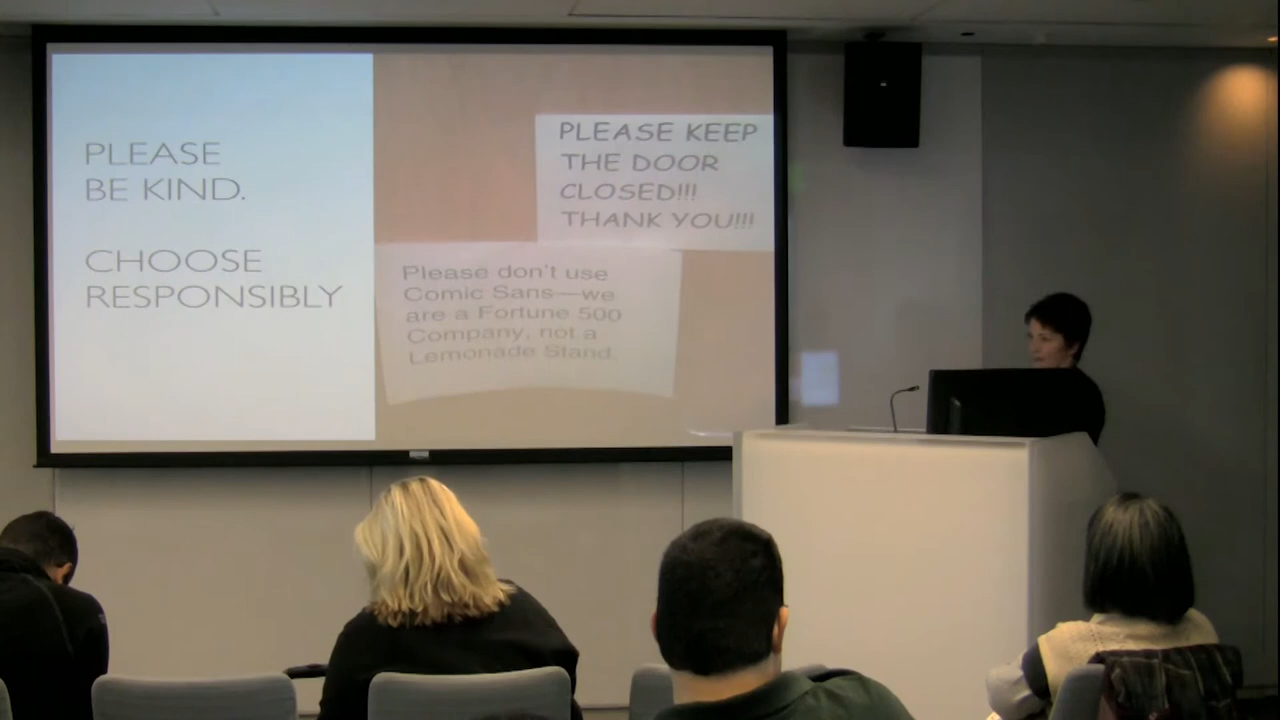 PLEASE
BE KIND.
CHOOSE
RESPONSIBLY
PLEASE KEEP
THE DOOR
CLOSED!!!
THANK YOU!!!
Please don't use
Comic Sans—we
are a Fortune 500
Company, not a
Lemonade Stand.